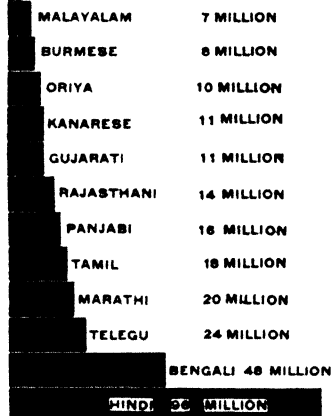 MALAYALAM 7 MILLION
BURMESE 8 MILLION
ORIYA 10 MILLION
KANARESE 11 MILLION
GUJARATI 11 MILLION
RAJASTHANI 14 MILLION
PANJABI 16 MILLION
TAMIL 18 MILLION
MARATHI 20 MILLION
TELEGU 24 MILLION
BENGALI 48 MILLION
HINDI 96 MILLION